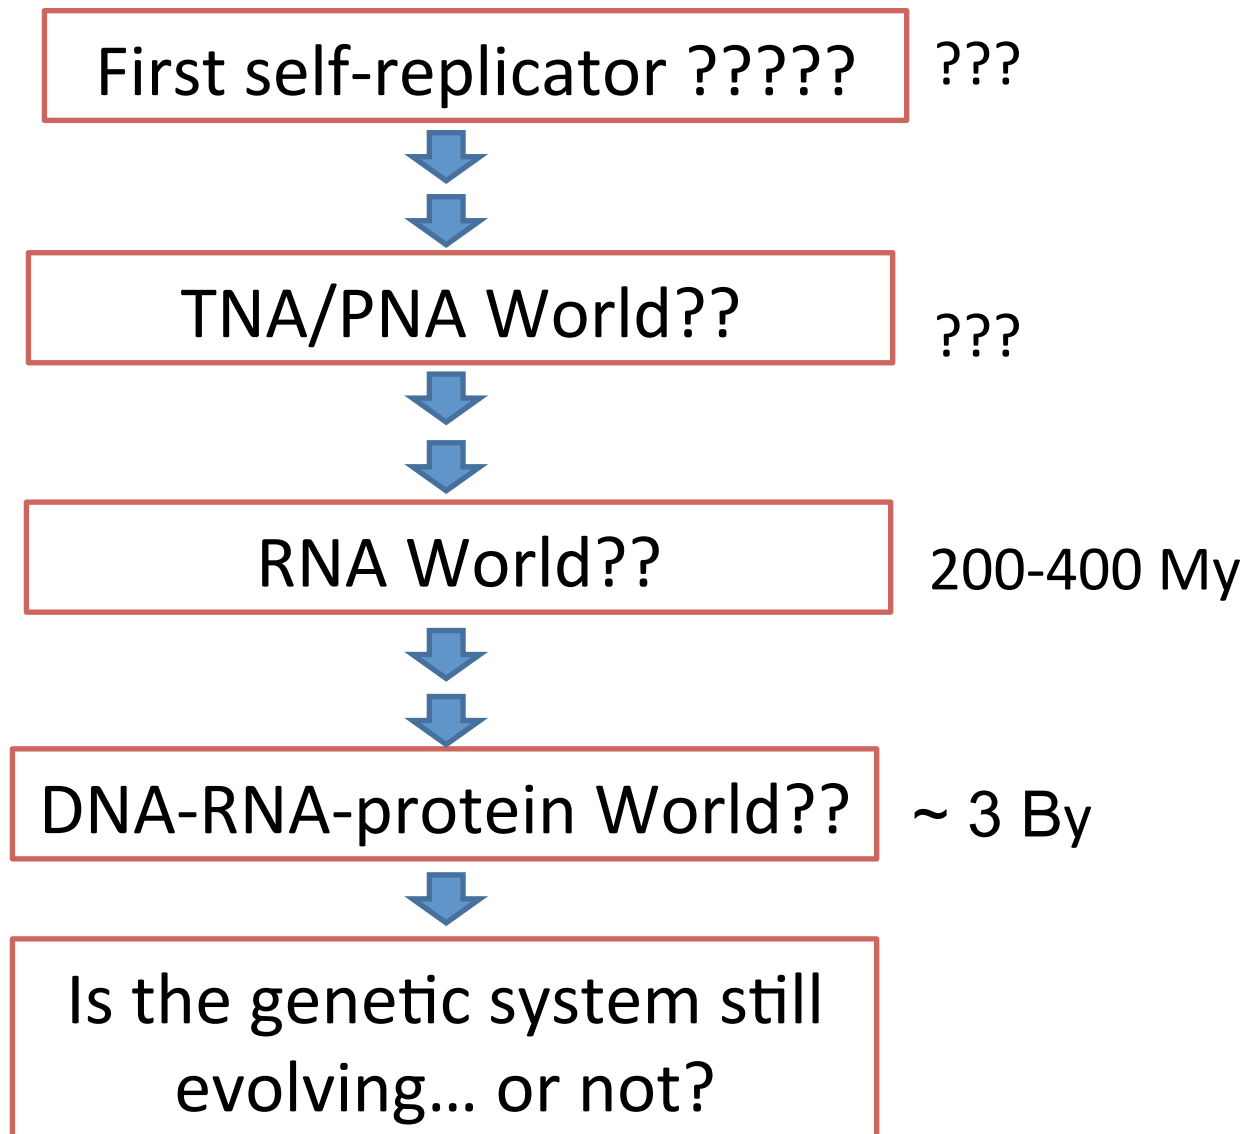 First self-replicator ?????
???
TNA/PNA World??
???
RNA World??
200-400 My
DNA-RNA-protein World??
~ 3 By
Is the genetic system still
evolving... or not?